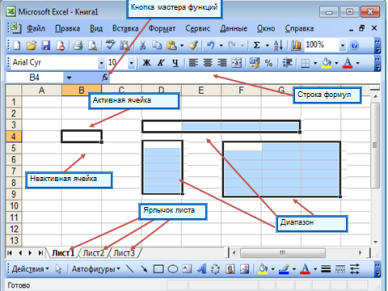 Microsoft Excel - Книга1
Кнопка мастера функций
Файл Правка Вид Вставка Формат Сервис Данные Окно Справка
100%
Arial Cyr 10 Ж К Ч
B4 fx
Строка формул
A B C D E F G H
1
Активная ячейка
2
3
4
5
6
7
Неактивная ячейка
8
9
Ярлычок листа
10
Диапазон
11
12
13
Лист1 Лист2 Лист3
Действия Автофигуры
Готово